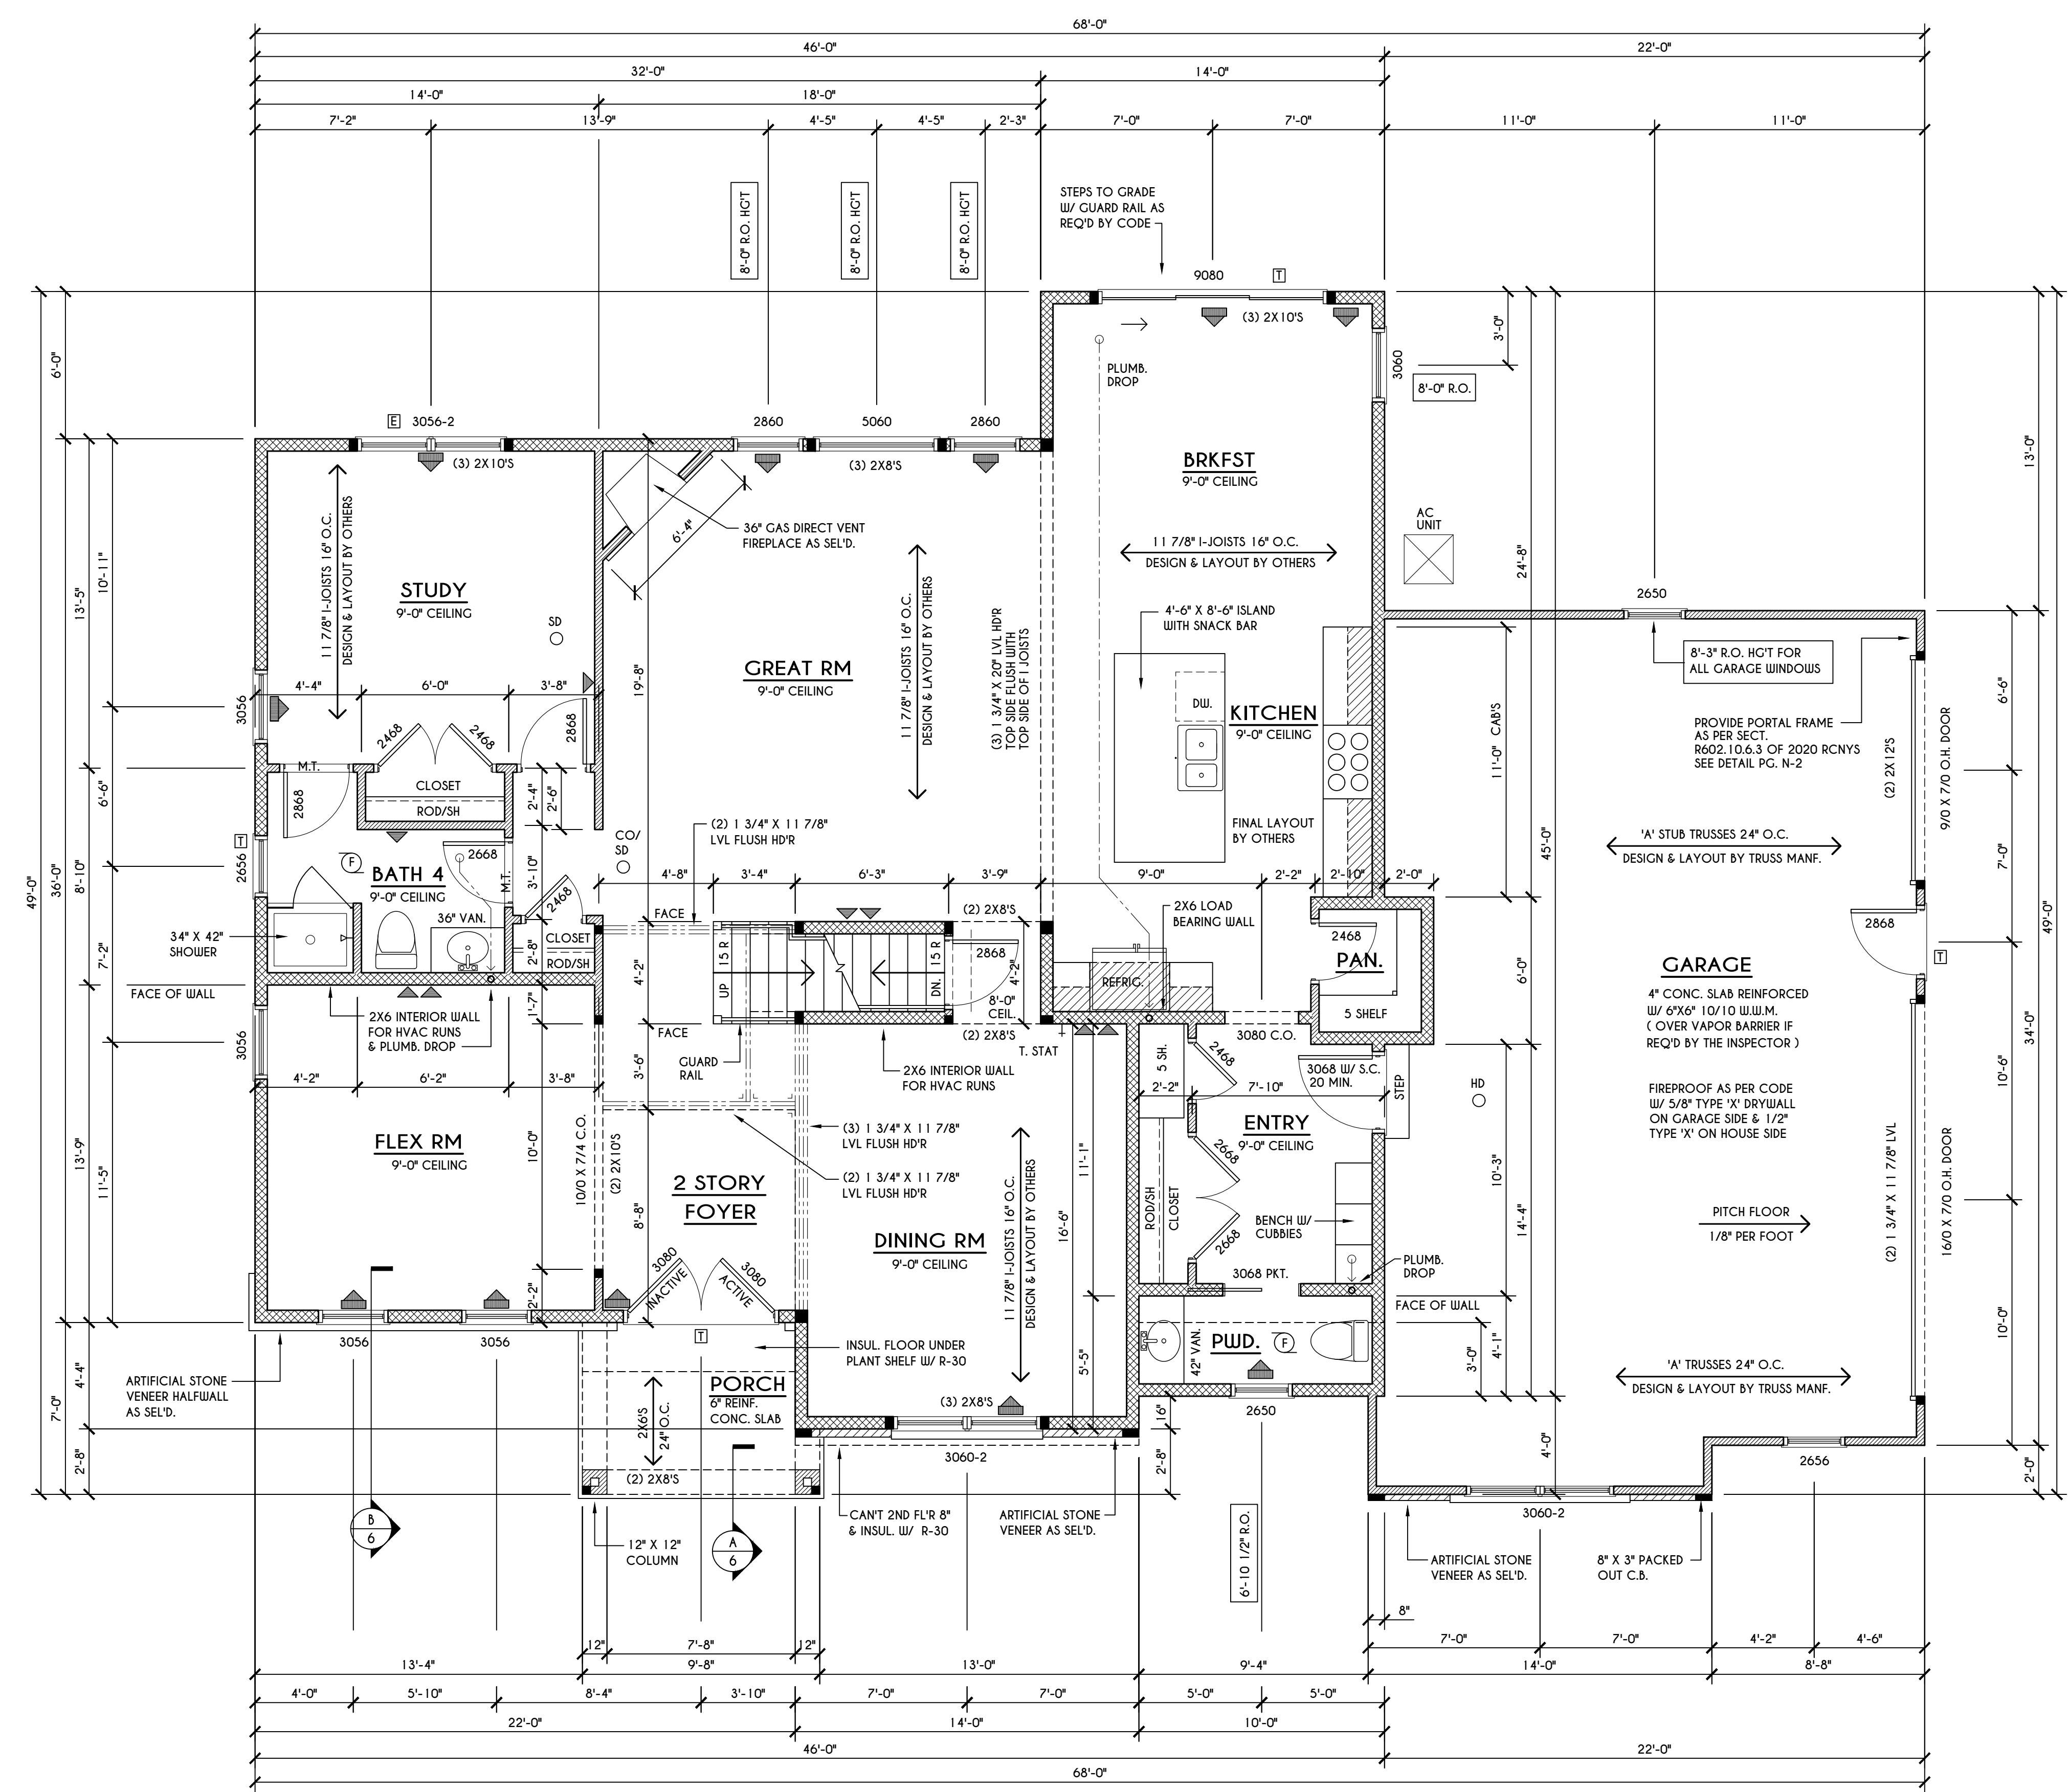 68'-0"
46'-0" 22'-0"
32'-0" 14'-0"
14'-0" 18'-0"
7'-2" 13'-9" 4'-5" 4'-5" 2'-3" 7'-0" 7'-0" 11'-0" 11'-0"
8'-0" R.O. HG'T
8'-0" R.O. HG'T
8'-0" R.O. HG'T
STEPS TO GRADE
W/ GUARD RAIL AS
REQ'D BY CODE
9080 T
(3) 2X10'S
3'-0"
3060
8'-0" R.O.
PLUMB.
DROP
6'-0"
E 3056-2
(3) 2X10'S
2860 5060 2860
(3) 2X8'S
BRKFST
9'-0" CEILING
13'-0"
36" GAS DIRECT VENT
FIREPLACE AS SEL'D.
6'-4"
AC
UNIT
11 7/8" I-JOISTS 16" O.C.
DESIGN & LAYOUT BY OTHERS
24'-8"
11 7/8" I-JOISTS 16" O.C.
DESIGN & LAYOUT BY OTHERS
10'-11"
13'-5"
STUDY
9'-0" CEILING
SD
11 7/8" I-JOISTS 16" O.C.
DESIGN & LAYOUT BY OTHERS
(3) 1 3/4" X 20" LVL HD'R
TOP SIDE FLUSH WITH
TOP SIDE OF I JOISTS
4'-6" X 8'-6" ISLAND
WITH SNACK BAR
2650
8'-3" R.O. HG'T FOR
ALL GARAGE WINDOWS
19'-8"
GREAT RM
9'-0" CEILING
4'-4" 6'-0" 3'-8"
3056
2468 2468 2868
DW.
KITCHEN
9'-0" CEILING
11'-0" CAB'S
PROVIDE PORTAL FRAME
AS PER SECT.
R602.10.6.3 OF 2020 RCNYS
SEE DETAIL PG. N-2
(2) 2X12'S
9/0 X 7/0 O.H. DOOR
6'-6"
M.T.
CLOSET
ROD/SH
2868
2'-4"
2'-6"
6'-6"
(2) 1 3/4" X 11 7/8"
LVL FLUSH HD'R
CO/
SD
FINAL LAYOUT
BY OTHERS
'A' STUB TRUSSES 24" O.C.
DESIGN & LAYOUT BY TRUSS MANF.
45'-0"
7'-0"
T
2656
F
BATH 4
9'-0" CEILING
2668
M.T.
3'-10"
2468
4'-8" 3'-4" 6'-3" 3'-9" 9'-0" 2'-2" 2'-10" 2'-0"
49'-0"
36'-0"
8'-10"
36" VAN.
FACE
(2) 2X8'S
2X6 LOAD
BEARING WALL
2868
T
49'-0"
34" X 42"
SHOWER
7'-2"
CLOSET
ROD/SH
2'-8"
4'-2"
UP 15 R
DN. 15 R
2868
4'-2"
8'-0"
CEIL.
REFRIG.
2468
PAN.
5 SHELF
6'-0"
GARAGE
4" CONC. SLAB REINFORCED
W/ 6"X6" 10/10 W.W.M.
( OVER VAPOR BARRIER IF
REQ'D BY THE INSPECTOR )
34'-0"
FACE OF WALL
2X6 INTERIOR WALL
FOR HVAC RUNS
& PLUMB. DROP
1'-7"
3056
FACE
GUARD
RAIL
2X6 INTERIOR WALL
FOR HVAC RUNS
(2) 2X8'S
T. STAT
3080 C.O.
5 SH.
2468
3068 W/ S.C.
20 MIN.
STEP
HD
10'-6"
3'-6"
4'-2" 6'-2" 3'-8"
2'-2" 7'-10"
FIREPROOF AS PER CODE
W/ 5/8" TYPE 'X' DRYWALL
ON GARAGE SIDE & 1/2"
TYPE 'X' ON HOUSE SIDE
13'-9"
11'-5"
FLEX RM
9'-0" CEILING
10'-0"
10/0 X 7/4 C.O.
(2) 2X10'S
(3) 1 3/4" X 11 7/8"
LVL FLUSH HD'R
(2) 1 3/4" X 11 7/8"
LVL FLUSH HD'R
11'-1"
ENTRY
9'-0" CEILING
2668
10'-3"
14'-4"
(2) 1 3/4" X 11 7/8" LVL
16/0 X 7/0 O.H. DOOR
8'-8"
2 STORY
FOYER
11 7/8" I-JOISTS 16" O.C.
DESIGN & LAYOUT BY OTHERS
16'-6"
ROD/SH
CLOSET
BENCH W/
CUBBIES
2668
PITCH FLOOR
1/8" PER FOOT
DINING RM
9'-0" CEILING
3080
INACTIVE
3080
ACTIVE
3068 PKT.
PLUMB.
DROP
2'-2"
FACE OF WALL
10'-0"
3056 3056
T
INSUL. FLOOR UNDER
PLANT SHELF W/ R-30
5'-5"
42" VAN.
PWD.
F
3'-0"
4'-1"
'A' TRUSSES 24" O.C.
DESIGN & LAYOUT BY TRUSS MANF.
ARTIFICIAL STONE
VENEER HALFWALL
AS SEL'D.
4'-4"
7'-0"
PORCH
6" REINF.
CONC. SLAB
2X6'S
24" O.C.
(3) 2X8'S
2650
16"
4'-0"
2'-8"
(2) 2X8'S
3060-2
2'-8"
2656
2'-0"
3060-2
B
6
12" X 12"
COLUMN
A
6
CAN'T 2ND FL'R 8"
& INSUL. W/ R-30
ARTIFICIAL STONE
VENEER AS SEL'D.
6'-10 1/2" R.O.
ARTIFICIAL STONE
VENEER AS SEL'D.
8" X 3" PACKED
OUT C.B.
8"
12" 7'-8" 12" 7'-0" 7'-0" 4'-2" 4'-6"
13'-4" 9'-8" 13'-0" 9'-4" 14'-0" 8'-8"
4'-0" 5'-10" 8'-4" 3'-10" 7'-0" 7'-0" 5'-0" 5'-0"
22'-0" 14'-0" 10'-0"
46'-0" 22'-0"
68'-0"